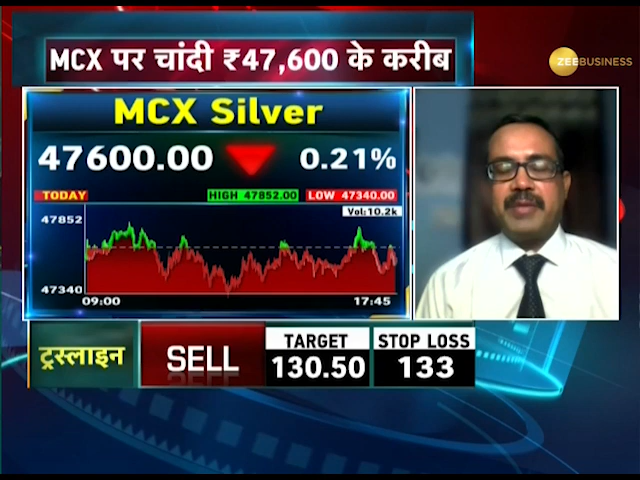 MCX पर चांदी ₹47,600 के करीब
ZEEBUSINESS
MCX Silver
47600.00 0.21%
TODAY HIGH 47852.00 LOW 47340.00
Vol:10.2k
47852
47340
09:00 17:45
ट्रस्लाइन SELL TARGET 130.50 STOP LOSS 133